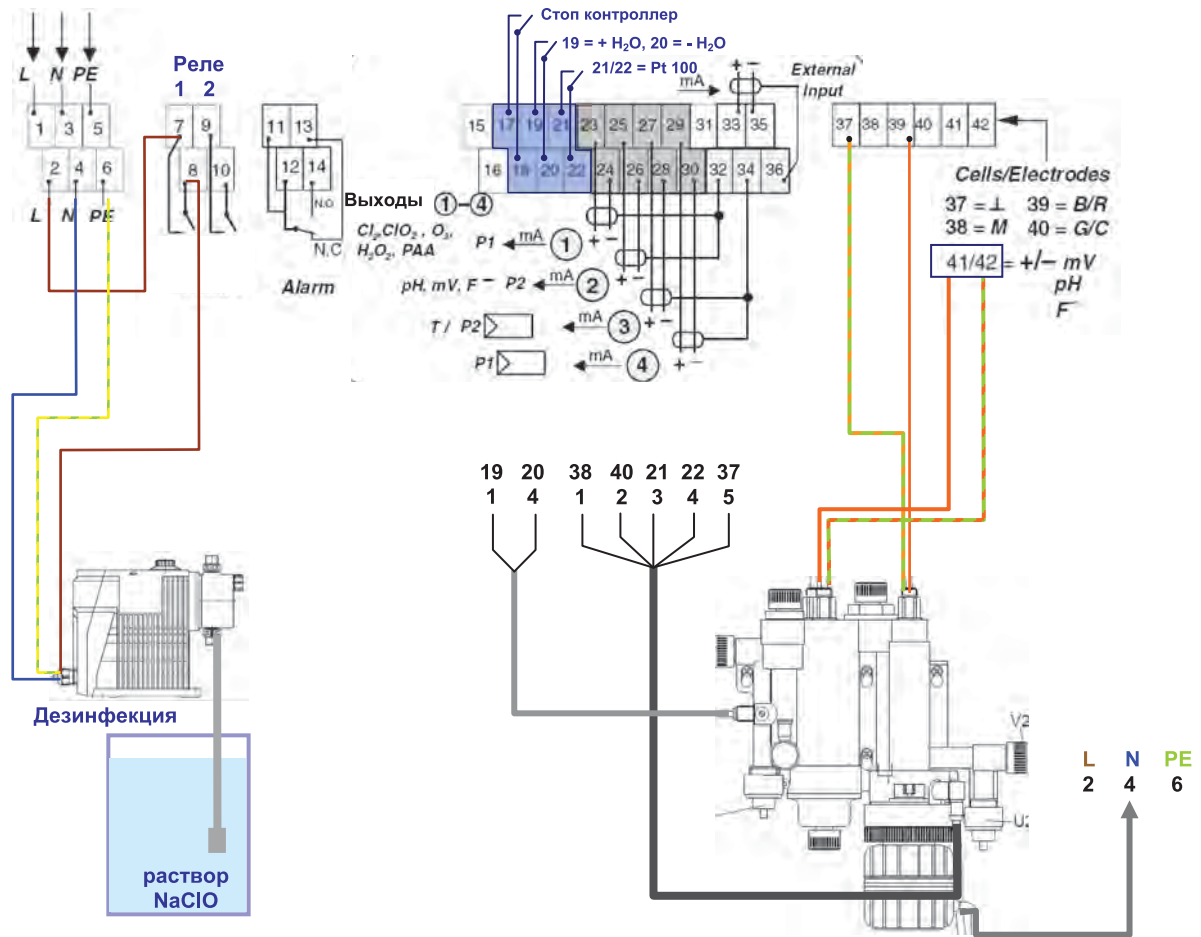 Стоп контроллер
19 = + H₂O, 20 = - H₂O
21/22 = Pt 100
L N PE
Реле
1 2
mA
+ −
External
Input
1 3 5
7 9
11 13
15 17 19 21 23 25 27 29 31 33 35
37 38 39 40 41 42
2 4 6
8 10
12 14
16 18 20 22 24 26 28 30 32 34 36
L N PE
N.O.
N.C
Alarm
Выходы 1–4
Cl₂,ClO₂ , O₃,
H₂O₂, PAA
P1 mA 1 + −
pH, mV, F⁻ P2 mA 2 + −
T / P2 mA 3 + −
P1 mA 4 + −
Cells/Electrodes
37 = ⊥ 39 = B/R
38 = M 40 = G/C
41/42 = +/− mV
pH
F⁻
19 20 38 40 21 22 37
1 4 1 2 3 4 5
Дезинфекция
раствор
NaClO
V2
U2
L N PE
2 4 6